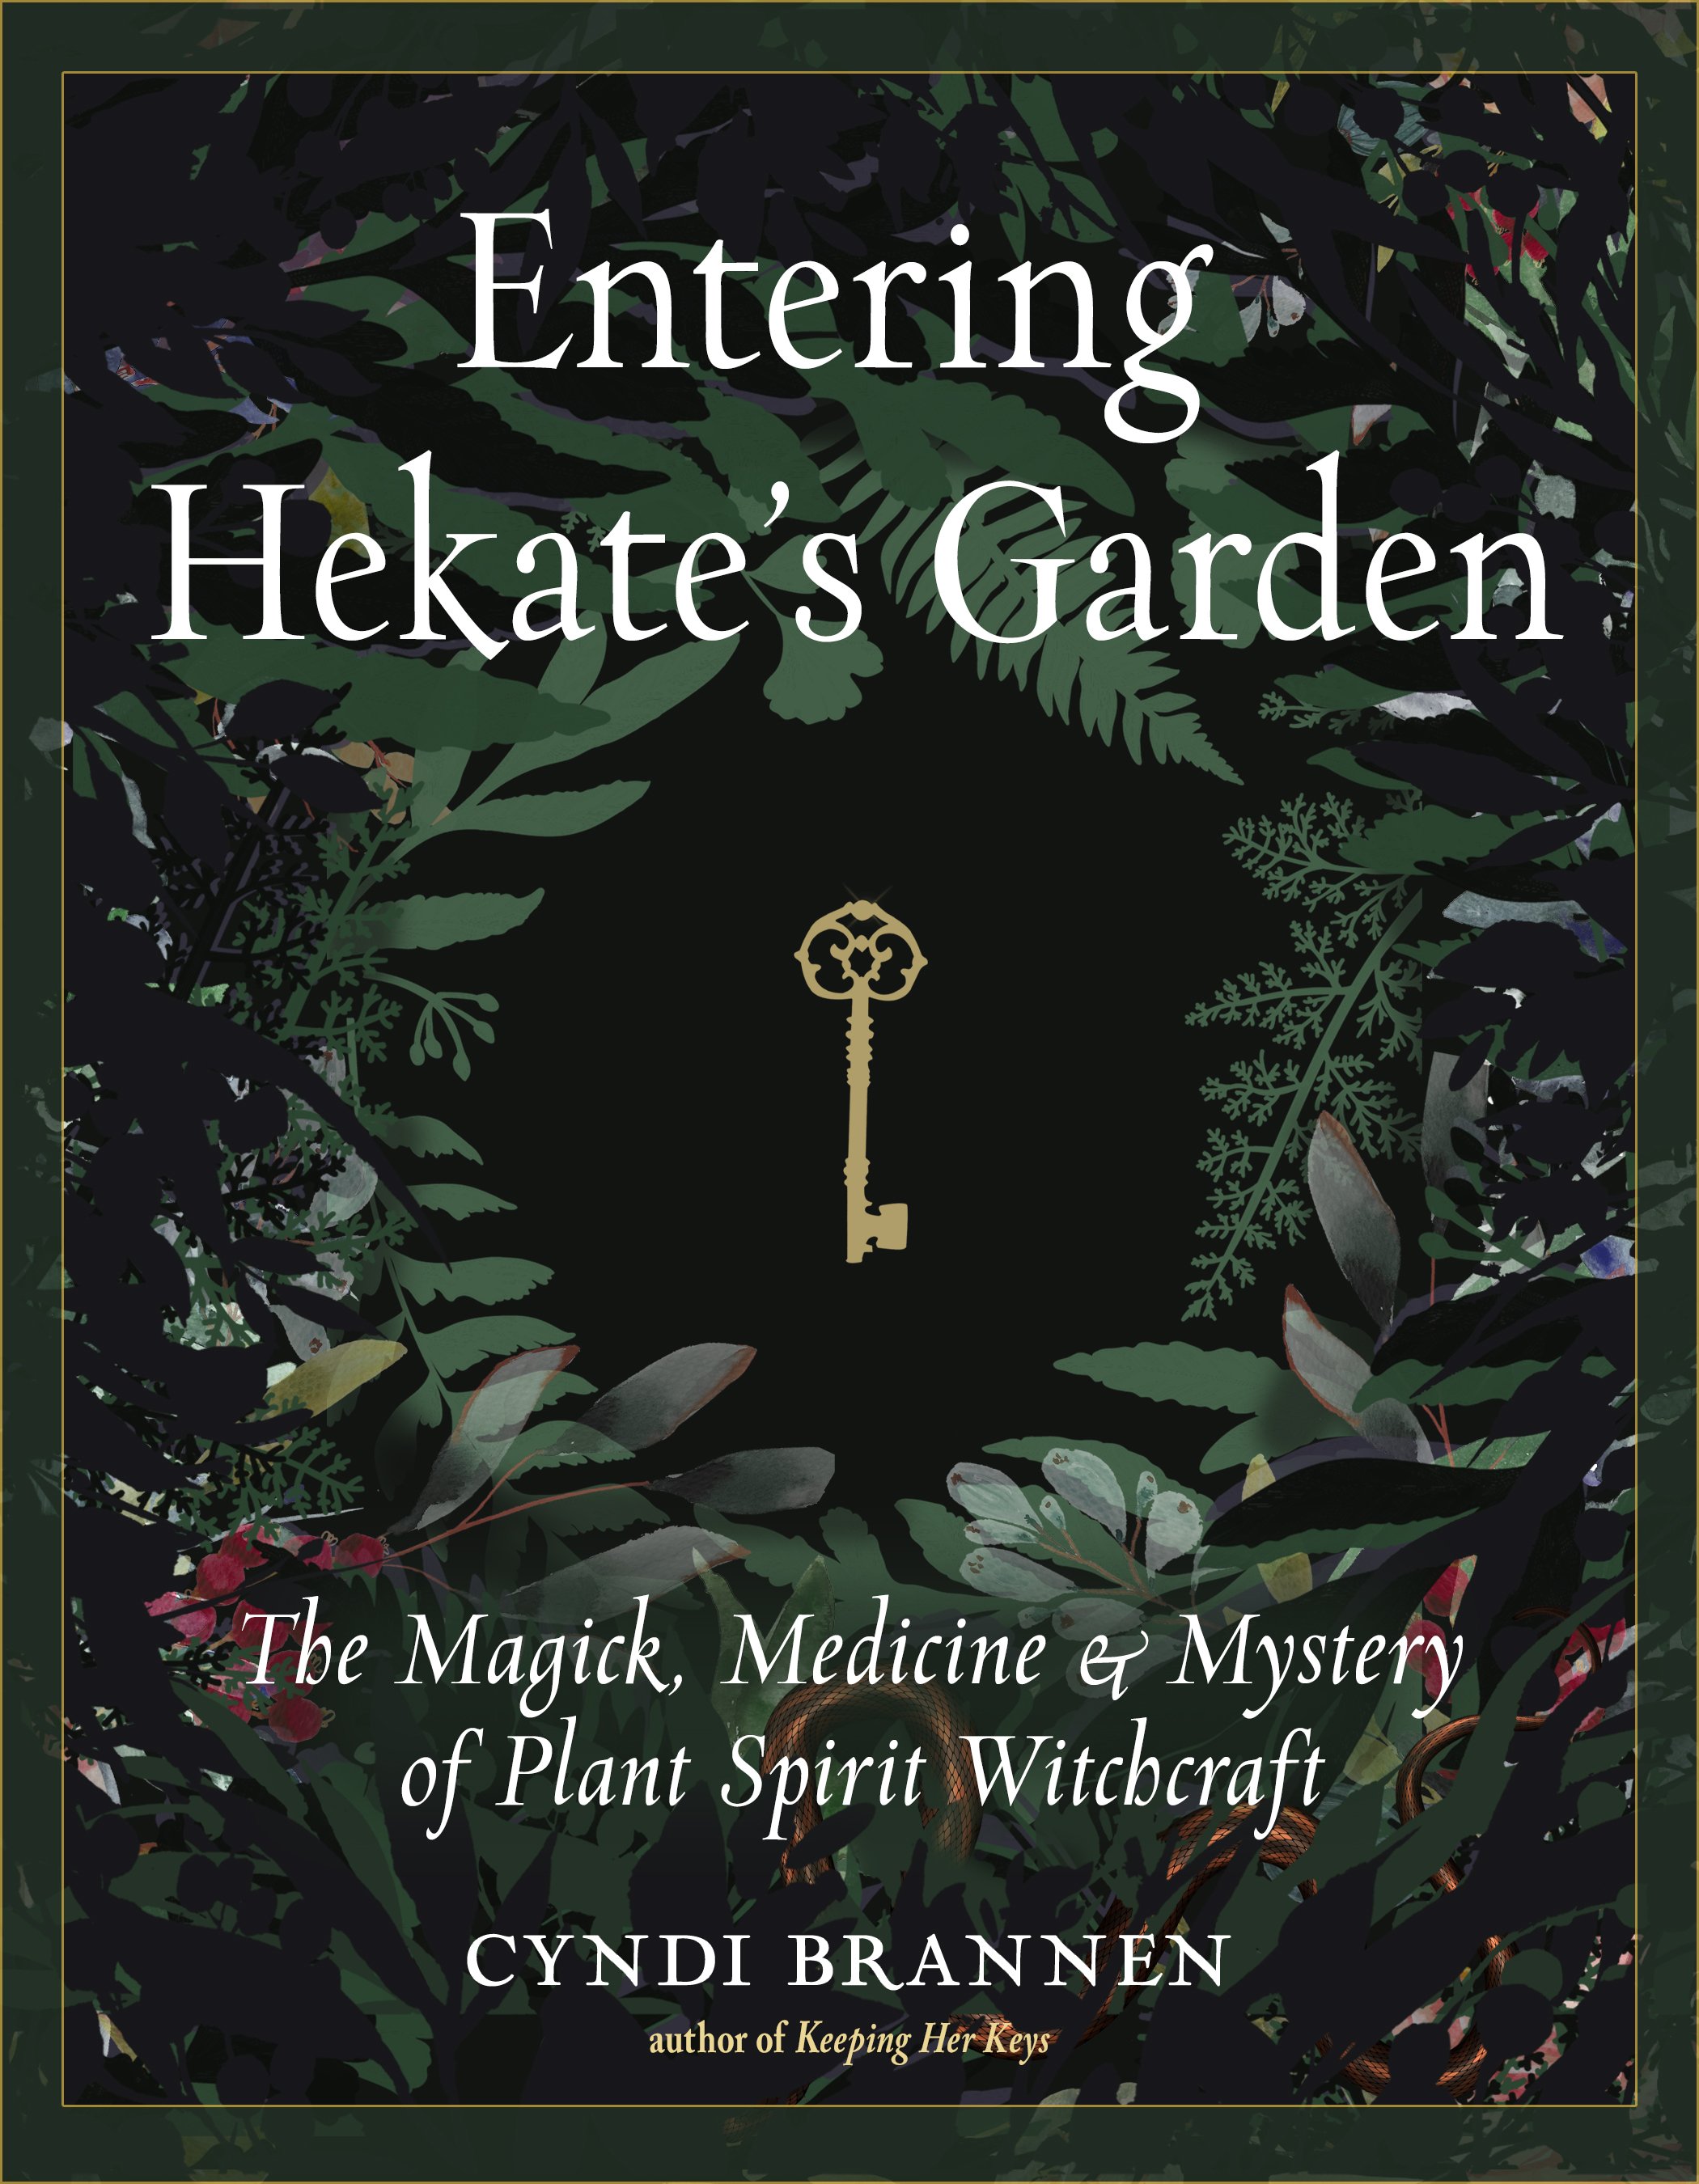 Entering
Hekate’s Garden
The Magick, Medicine & Mystery
of Plant Spirit Witchcraft
CYNDI BRANNEN
author of Keeping Her Keys